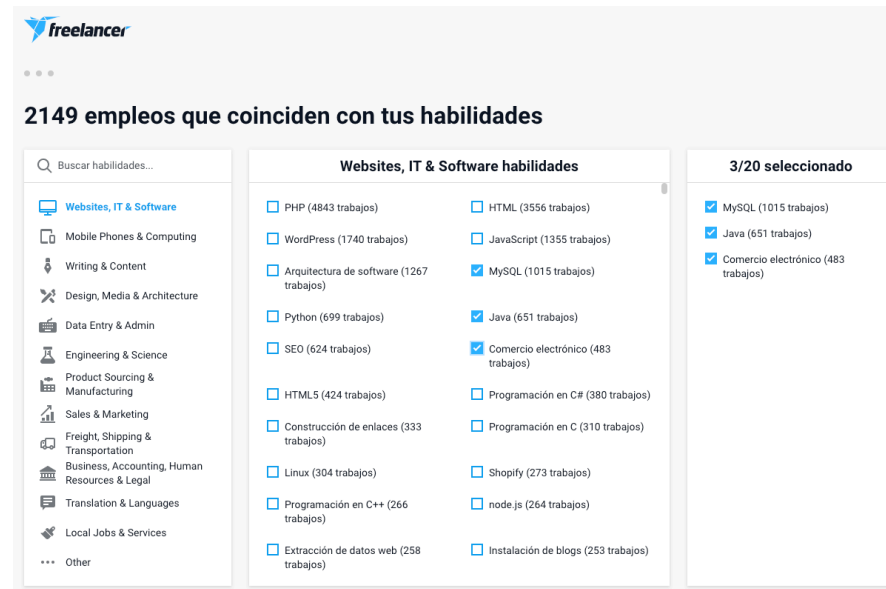 freelancer
2149 empleos que coinciden con tus habilidades
Buscar habilidades...
Websites, IT & Software
Mobile Phones & Computing
Writing & Content
Design, Media & Architecture
Data Entry & Admin
Engineering & Science
Product Sourcing &
Manufacturing
Sales & Marketing
Freight, Shipping &
Transportation
Business, Accounting, Human
Resources & Legal
Translation & Languages
Local Jobs & Services
Other
Websites, IT & Software habilidades
PHP (4843 trabajos)
HTML (3556 trabajos)
WordPress (1740 trabajos)
JavaScript (1355 trabajos)
Arquitectura de software (1267
trabajos)
MySQL (1015 trabajos)
Python (699 trabajos)
Java (651 trabajos)
SEO (624 trabajos)
Comercio electrónico (483
trabajos)
HTML5 (424 trabajos)
Programación en C# (380 trabajos)
Construcción de enlaces (333
trabajos)
Programación en C (310 trabajos)
Linux (304 trabajos)
Shopify (273 trabajos)
Programación en C++ (266
trabajos)
node.js (264 trabajos)
Extracción de datos web (258
trabajos)
Instalación de blogs (253 trabajos)
3/20 seleccionado
MySQL (1015 trabajos)
Java (651 trabajos)
Comercio electrónico (483
trabajos)